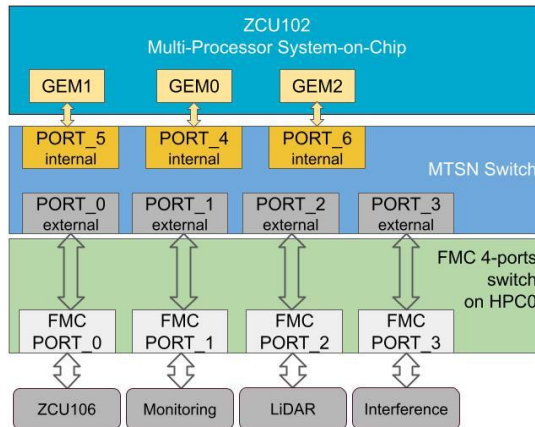 ZCU102
Multi-Processor System-on-Chip
GEM1
GEM0
GEM2
PORT_5
internal
PORT_4
internal
PORT_6
internal
MTSN Switch
PORT_0
external
PORT_1
external
PORT_2
external
PORT_3
external
FMC 4-ports
switch
on HPC0
FMC
PORT_0
FMC
PORT_1
FMC
PORT_2
FMC
PORT_3
ZCU106
Monitoring
LiDAR
Interference